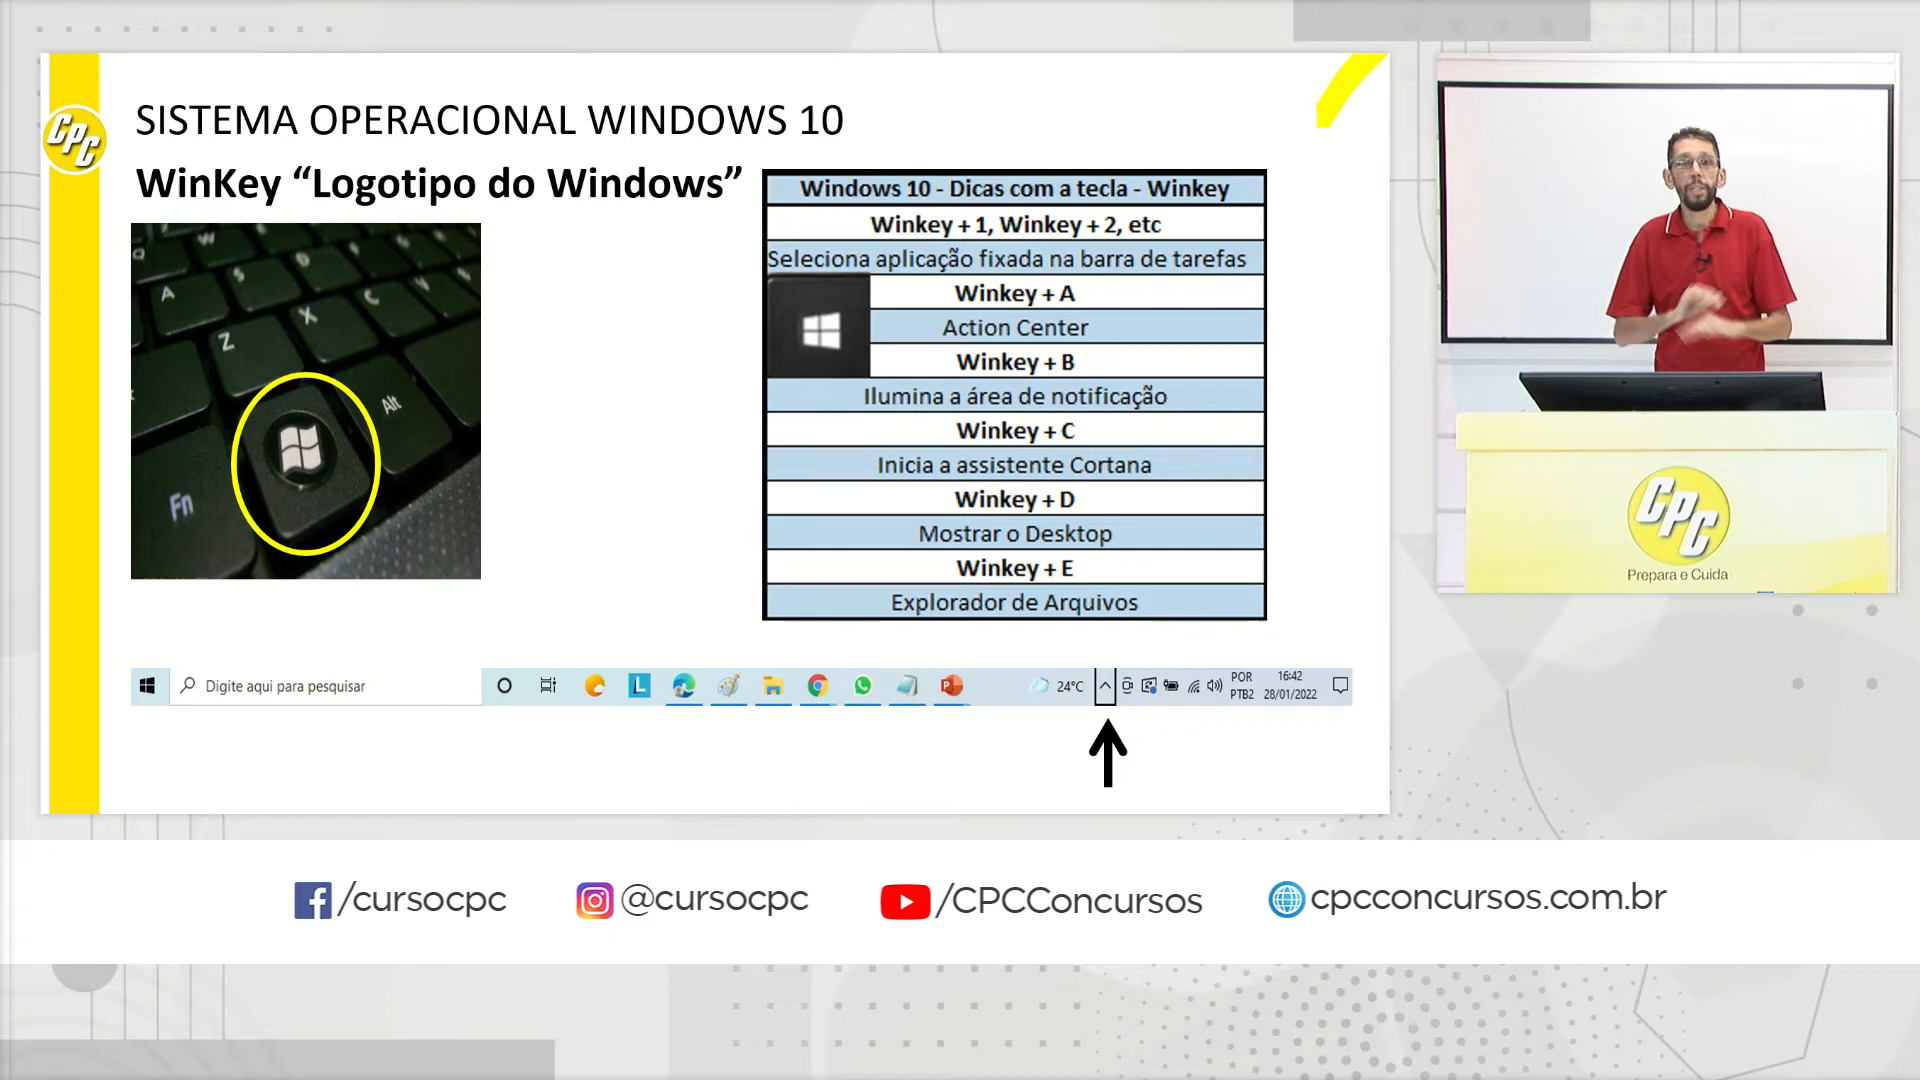 CPC
SISTEMA OPERACIONAL WINDOWS 10
WinKey “Logotipo do Windows”
Windows 10 - Dicas com a tecla - Winkey
Winkey + 1, Winkey + 2, etc
Seleciona aplicação fixada na barra de tarefas
Winkey + A
Action Center
Winkey + B
Ilumina a área de notificação
Winkey + C
Inicia a assistente Cortana
Winkey + D
Mostrar o Desktop
Winkey + E
Explorador de Arquivos
W
A
S
D
Z
X
C
V
Alt
Fn
Digite aqui para pesquisar
L
24°C
POR
PTB2
16:42
28/01/2022
CPC
Prepara e Cuida
/cursocpc
@cursocpc
/CPCConcursos
cpcconcursos.com.br